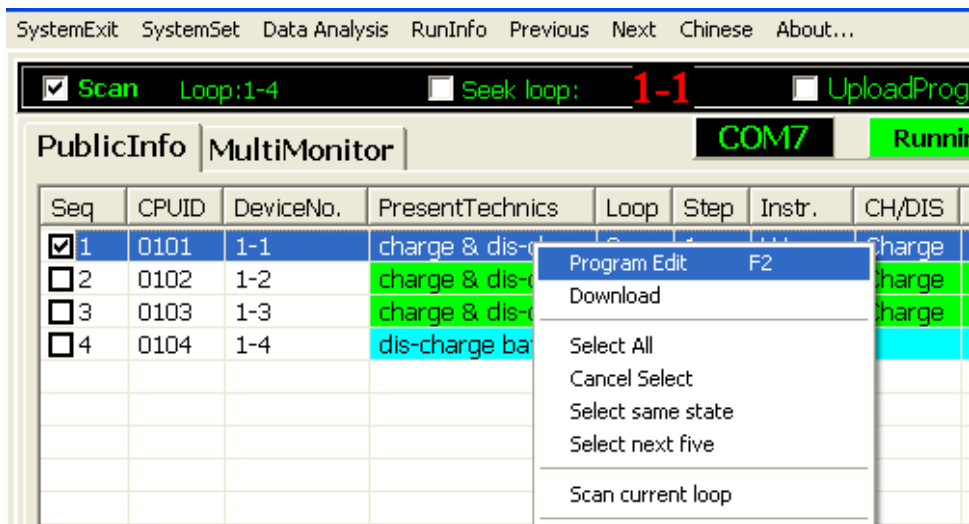 SystemExit SystemSet Data Analysis RunInfo Previous Next Chinese About...
Scan Loop:1-4 Seek loop: 1-1 UploadProg
PublicInfo MultiMonitor COM7 Runnin
Seq CPUID DeviceNo. PresentTechnics Loop Step Instr. CH/DIS
1 0101 1-1 charge & dis-c Charge
Program Edit F2
2 0102 1-2 charge & dis-c Charge
Download
3 0103 1-3 charge & dis-c Charge
4 0104 1-4 dis-charge bat
Select All
Cancel Select
Select same state
Select next five
Scan current loop